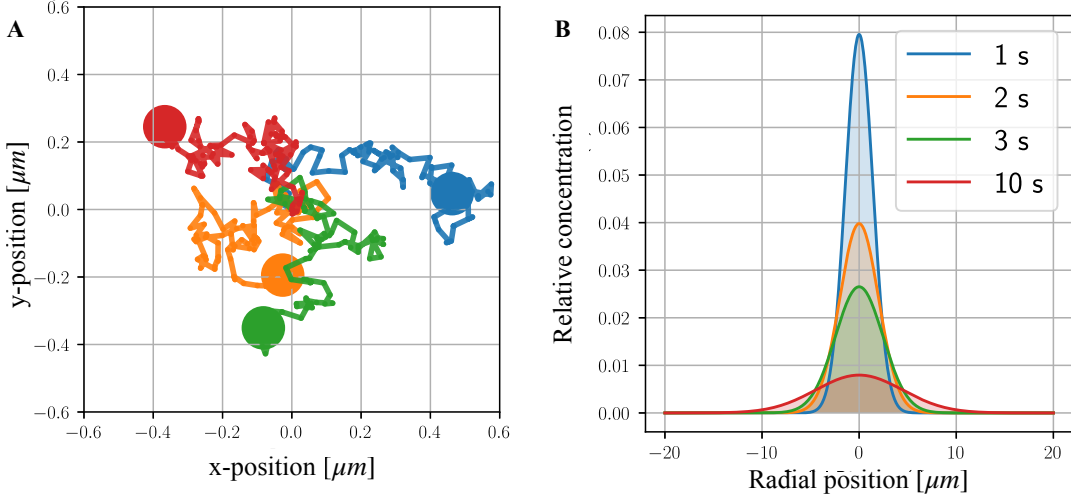 A
0.6
0.4
0.2
0.0
−0.2
−0.4
−0.6
y-position [μm]
−0.6
−0.4
−0.2
0.0
0.2
0.4
0.6
x-position [μm]
B
0.08
0.07
0.06
0.05
0.04
0.03
0.02
0.01
0.00
Relative concentration
1 s
2 s
3 s
10 s
−20
−10
0
10
20
Radial position [μm]